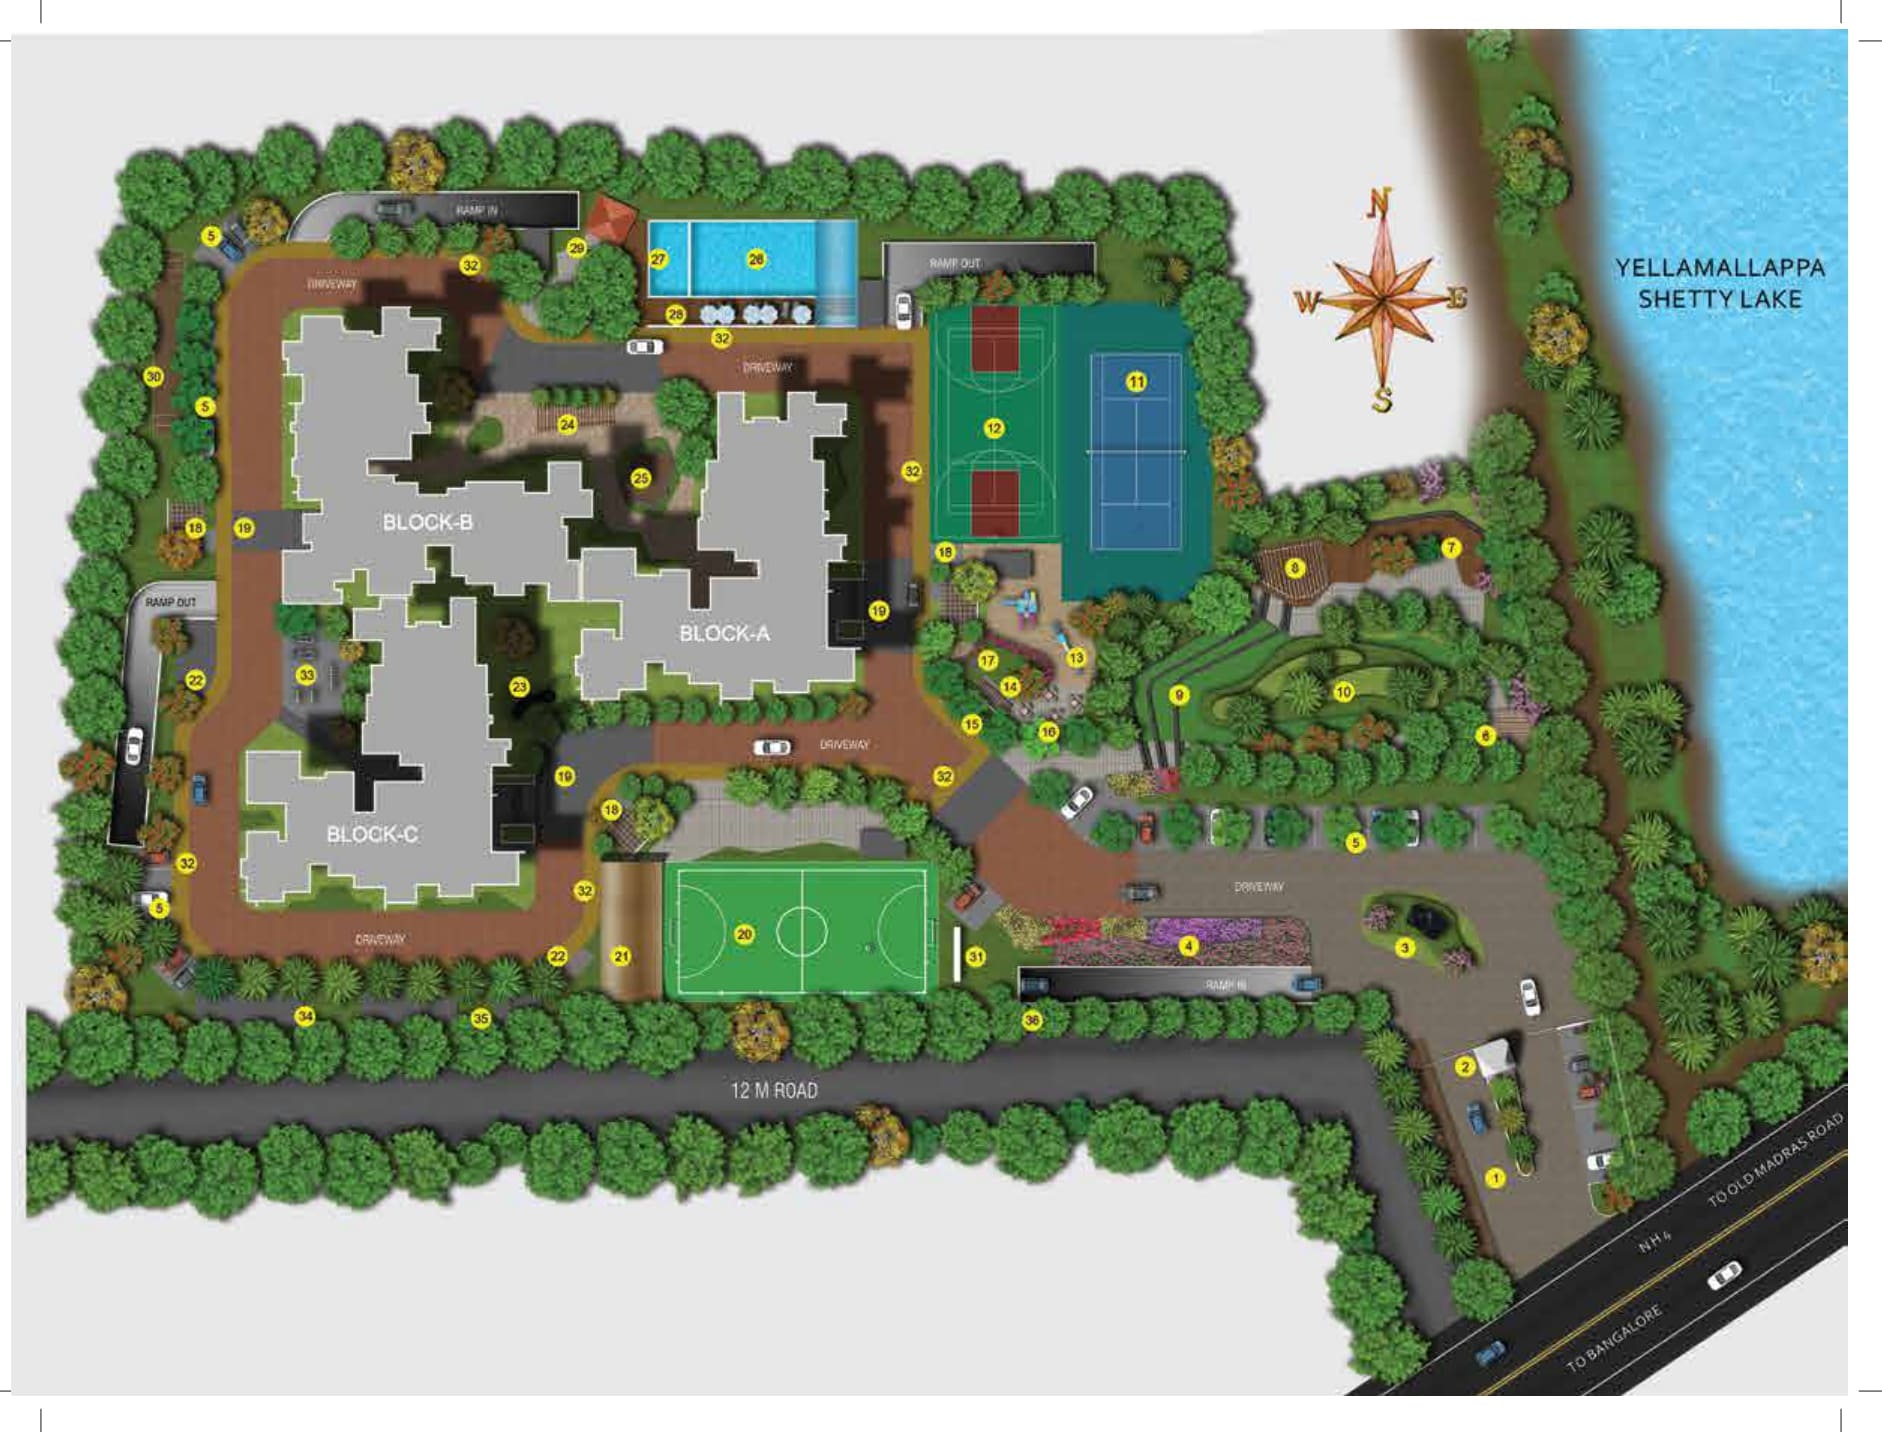 N
W
E
S
YELLAMALLAPPA
SHETTY LAKE
RAMP IN
5
29
27
26
RAMP OUT
32
DRIVEWAY
28
32
DRIVEWAY
30
11
5
24
12
32
25
18
19
BLOCK-B
18
7
8
RAMP OUT
19
BLOCK-A
17
13
33
22
23
14
9
10
15
16
6
DRIVEWAY
19
32
18
BLOCK-C
5
32
DRIVEWAY
32
5
20
4
3
DRIVEWAY
22
21
31
RAMP IN
34
35
36
2
12 M ROAD
1
TO OLD MADRAS ROAD
NH 4
TO BANGALORE